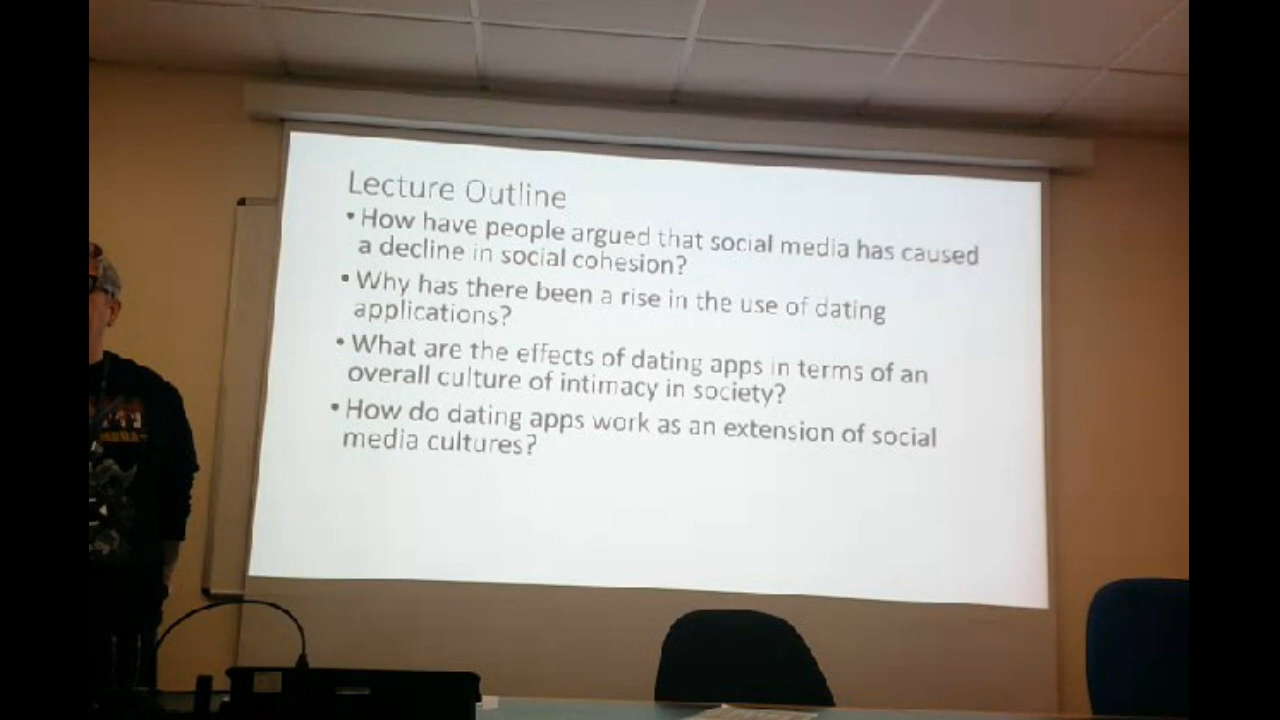 Lecture Outline
• How have people argued that social media has caused
a decline in social cohesion?
• Why has there been a rise in the use of dating
applications?
• What are the effects of dating apps in terms of an
overall culture of intimacy in society?
• How do dating apps work as an extension of social
media cultures?